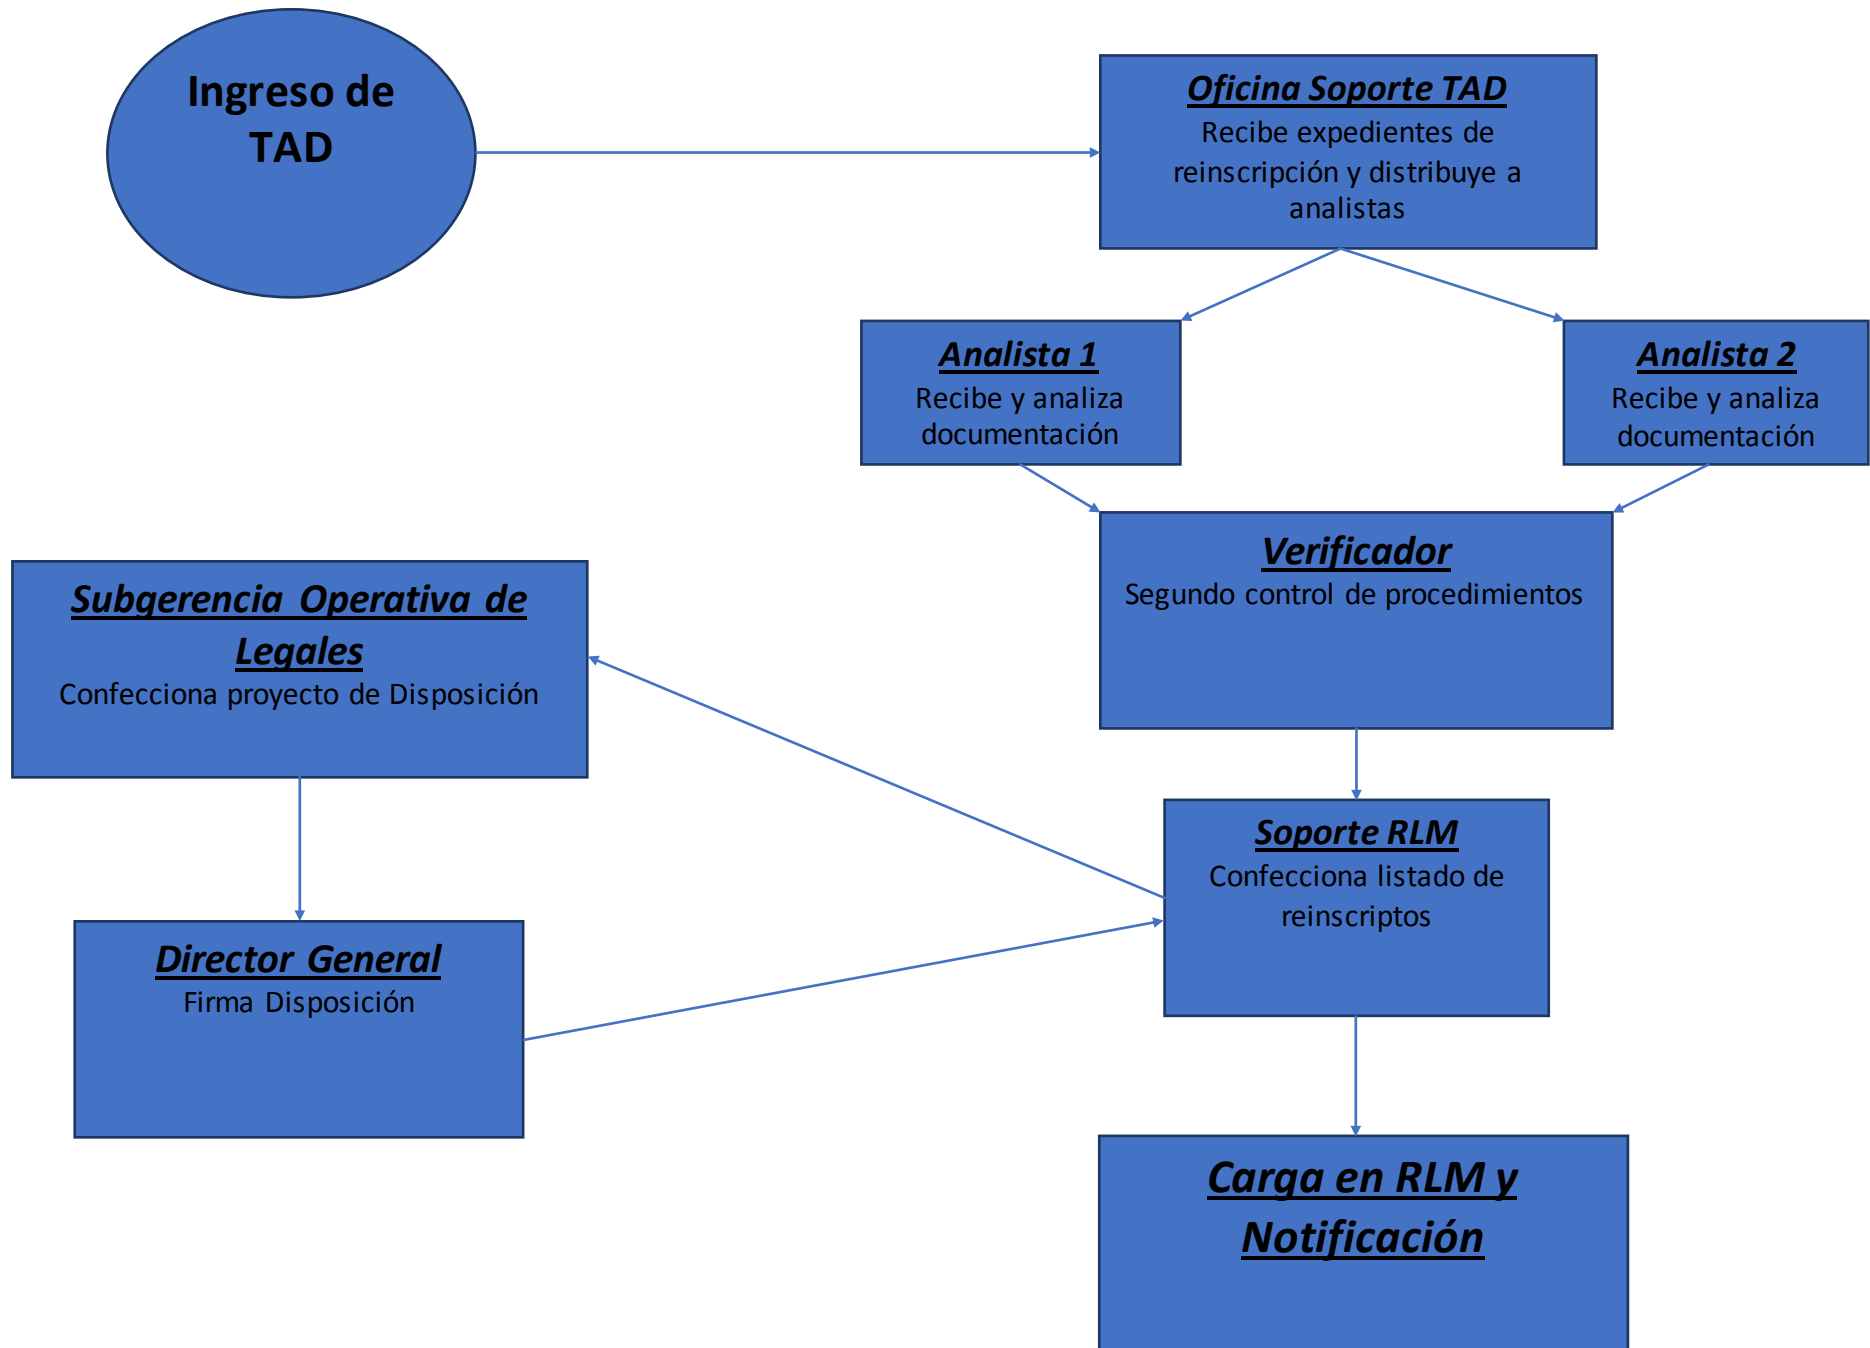 Ingreso de
TAD
Oficina Soporte TAD
Recibe expedientes de
reinscripción y distribuye a
analistas
Analista 1
Recibe y analiza
documentación
Analista 2
Recibe y analiza
documentación
Verificador
Segundo control de procedimientos
Subgerencia Operativa de
Legales
Confecciona proyecto de Disposición
Soporte RLM
Confecciona listado de
reinscriptos
Director General
Firma Disposición
Carga en RLM y
Notificación